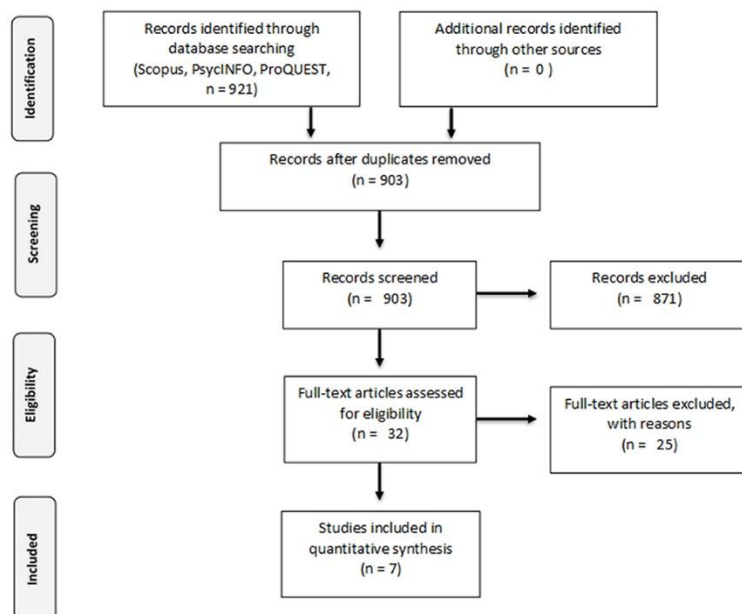 Identification
Records identified through
database searching
(Scopus, PsycINFO, ProQUEST,
n = 921)
Additional records identified
through other sources
(n = 0 )
Records after duplicates removed
(n = 903)
Screening
Records screened
(n = 903)
Records excluded
(n = 871)
Eligibility
Full-text articles assessed
for eligibility
(n = 32)
Full-text articles excluded,
with reasons
(n = 25)
Included
Studies included in
quantitative synthesis
(n = 7)